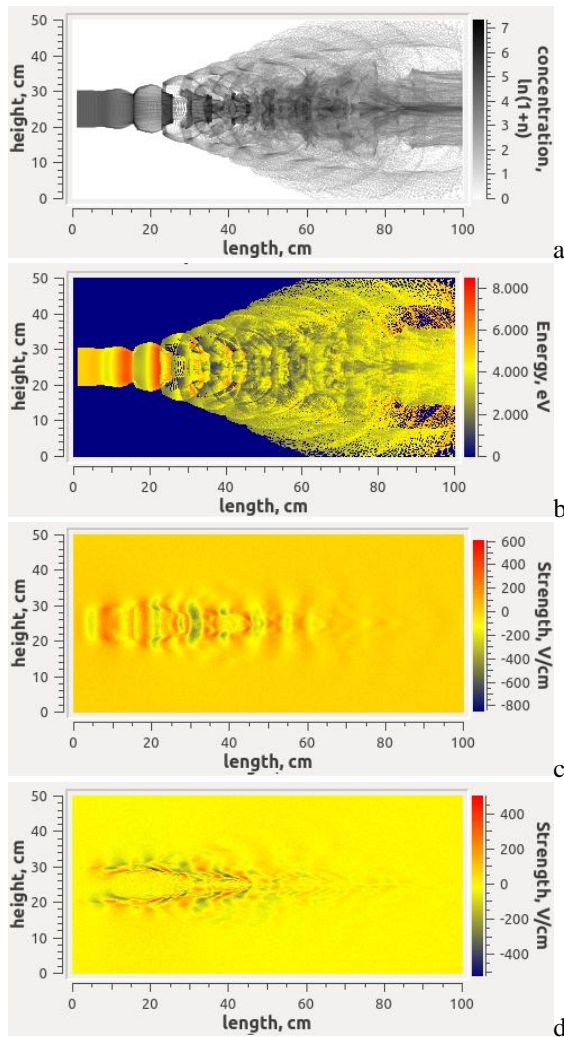 50
40
30
20
10
0
height, cm
0 20 40 60 80 100
length, cm
7
6
5
4
3
2
1
0
concentration,
ln(1+n)
a
50
40
30
20
10
0
height, cm
0 20 40 60 80 100
length, cm
8.000
6.000
4.000
2.000
0
Energy, eV
b
50
40
30
20
10
0
height, cm
0 20 40 60 80 100
length, cm
600
400
200
0
-200
-400
-600
-800
Strength, V/cm
c
50
40
30
20
10
0
height, cm
0 20 40 60 80 100
length, cm
400
200
0
-200
-400
Strength, V/cm
d